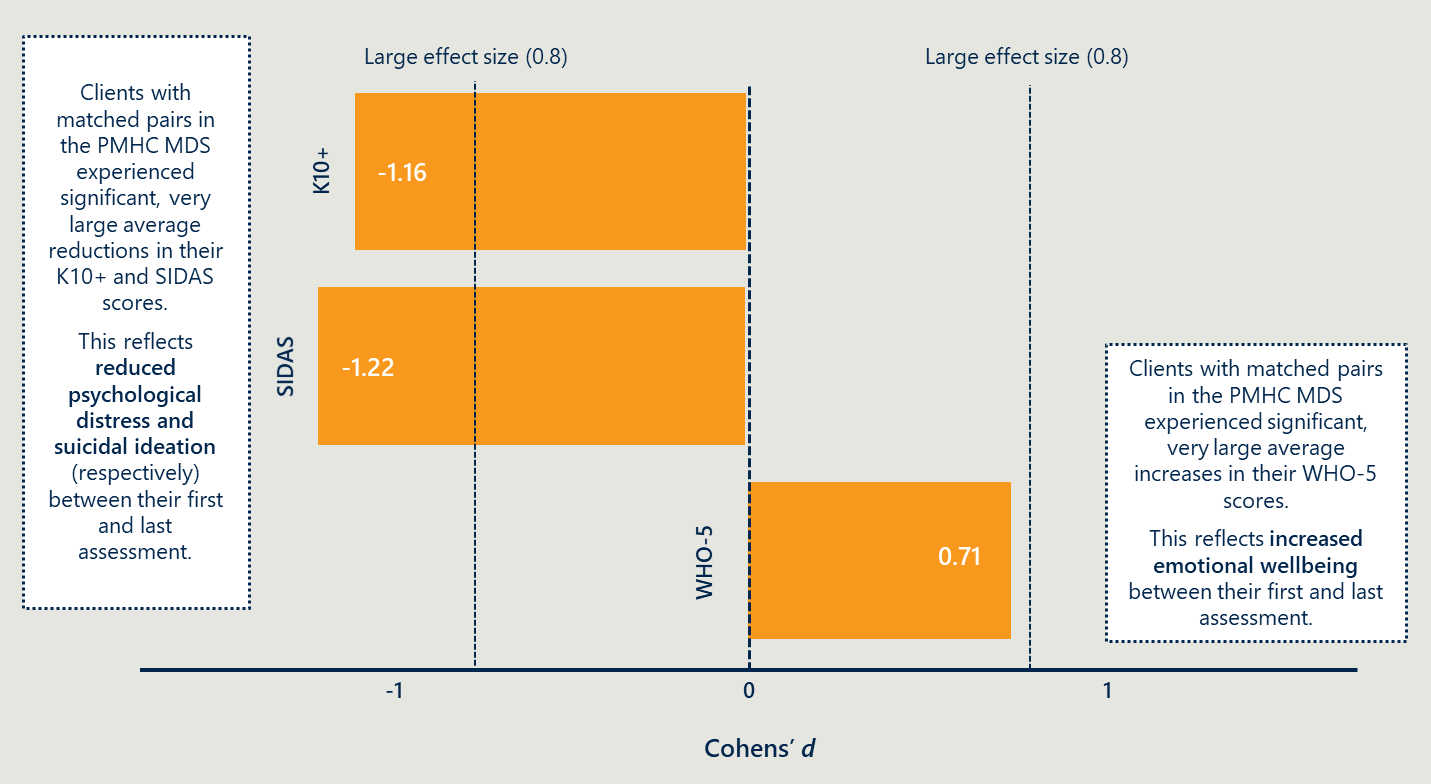 Clients with
matched pairs in
the PMHC MDS
experienced
significant, very
large average
reductions in their
K10+ and SIDAS
scores.
This reflects
reduced
psychological
distress and
suicidal ideation
(respectively)
between their first
and last
assessment.
Large effect size (0.8)
Large effect size (0.8)
K10+
-1.16
SIDAS
-1.22
WHO-5
0.71
Clients with matched pairs
in the PMHC MDS
experienced significant,
very large average
increases in their WHO-5
scores.
This reflects increased
emotional wellbeing
between their first and last
assessment.
-1
0
1
Cohens’ d